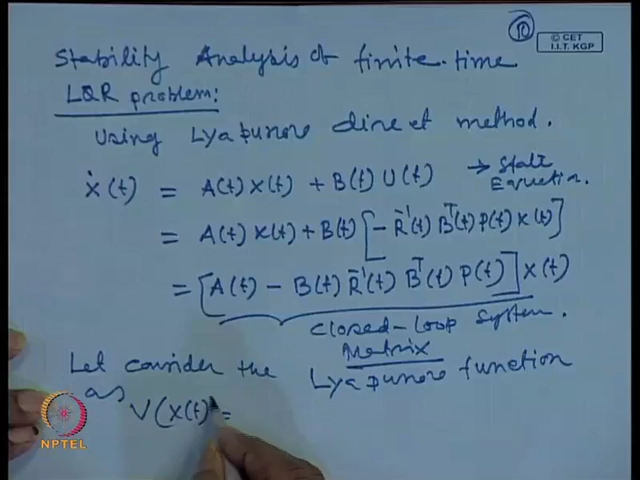 10
© CET
I.I.T. KGP
Stability Analysis of finite-time
LQR problem:
Using Lyapunov direct method.
Ẋ(t) = A(t)X(t) + B(t)U(t) → State
Equation.
= A(t)X(t) + B(t)[-R⁻¹(t)Bᵀ(t)P(t)X(t)]
= [A(t) - B(t)R⁻¹(t)Bᵀ(t)P(t)]X(t)
closed-loop system.
Matrix
Let consider the Lyapunov function
as V(X(t)) =
NPTEL